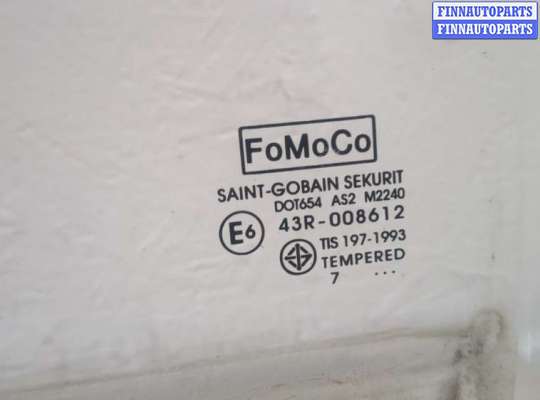 FINNAUTOPARTS
FINNAUTOPARTS
FoMoCo
SAINT-GOBAIN SEKURIT
DOT654 AS2 M2240
E6 43R-008612
TIS 197-1993
TEMPERED
7 ...